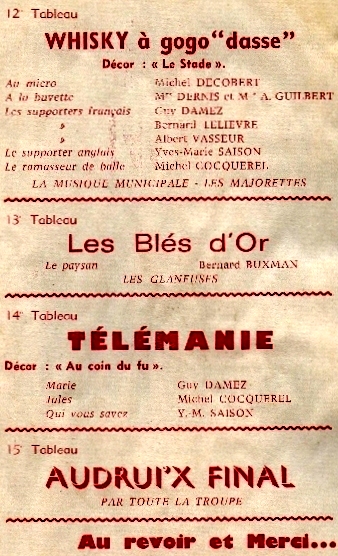 12e Tableau
WHISKY à gogo "dasse"
Décor : « Le Stade ».
Au micro Michel DECOBERT
A la buvette Mme DERNIS et Me A. GUILBERT
Les supporters français Guy DAMEZ
» Bernard LELIEVRE
» Albert VASSEUR
Le supporter anglais Yves-Marie SAISON
Le ramasseur de balle Michel COCQUEREL
LA MUSIQUE MUNICIPALE - LES MAJORETTES
13e Tableau
Les Blés d'Or
Le paysan Bernard BUXMAN
LES GLANEUSES
14e Tableau
TÉLÉMANIE
Décor : « Au coin du fu ».
Marie Guy DAMEZ
Jules Michel COCQUEREL
Qui vous savez Y.-M. SAISON
15e Tableau
AUDRUI'X FINAL
PAR TOUTE LA TROUPE
Au revoir et Merci...